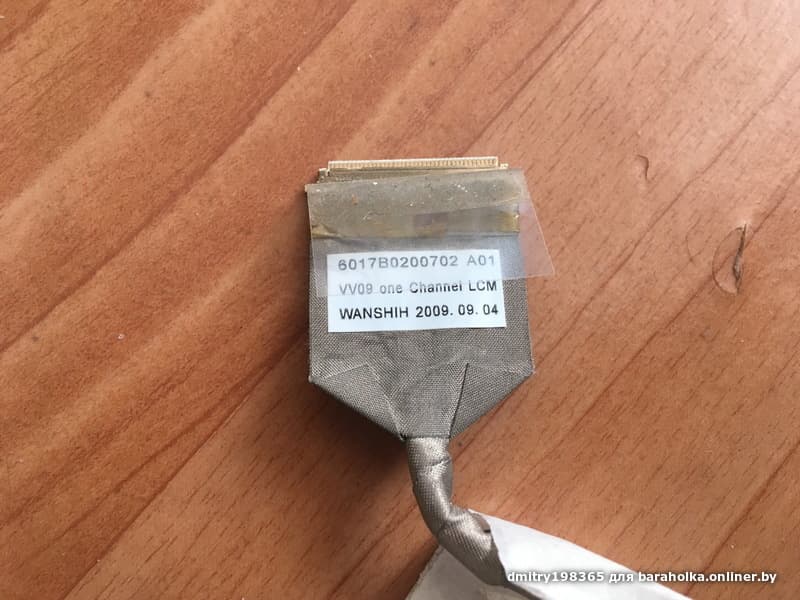 6017B0200702 A01
VV09 one Channel LCM
WANSHIH 2009.09.04
dmitry198365 для baraholka.onliner.by